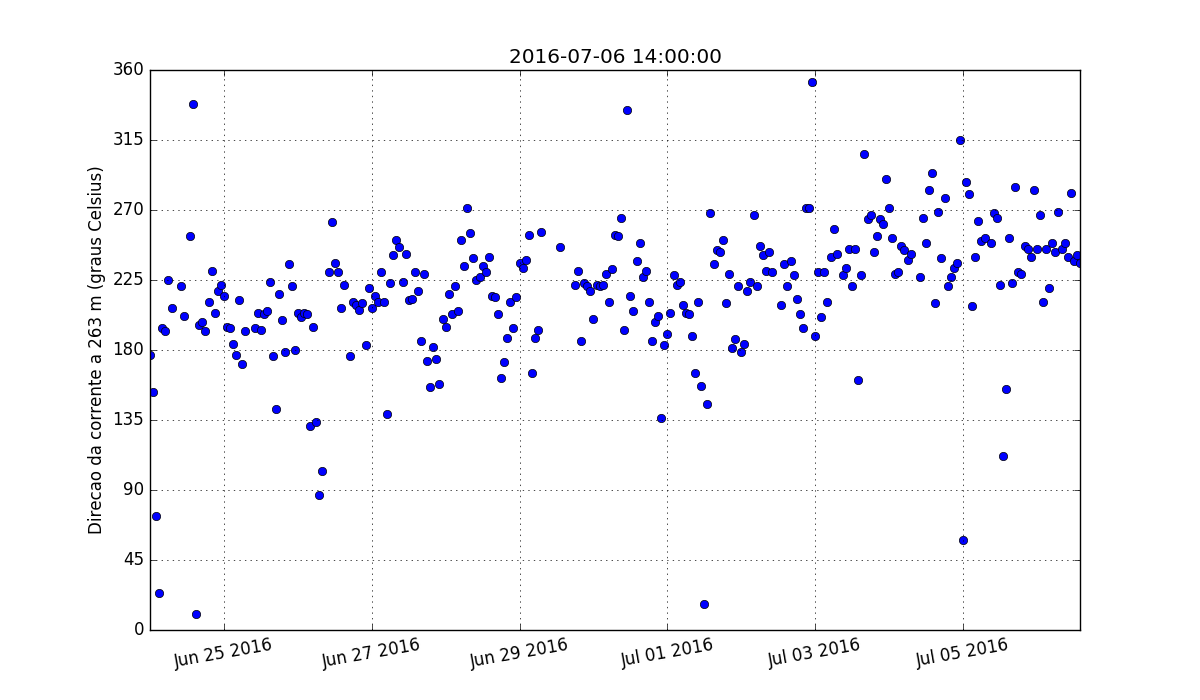 2016-07-06 14:00:00
360
315
270
225
180
135
90
45
0
Direcao da corrente a 263 m (graus Celsius)
Jun 25 2016
Jun 27 2016
Jun 29 2016
Jul 01 2016
Jul 03 2016
Jul 05 2016